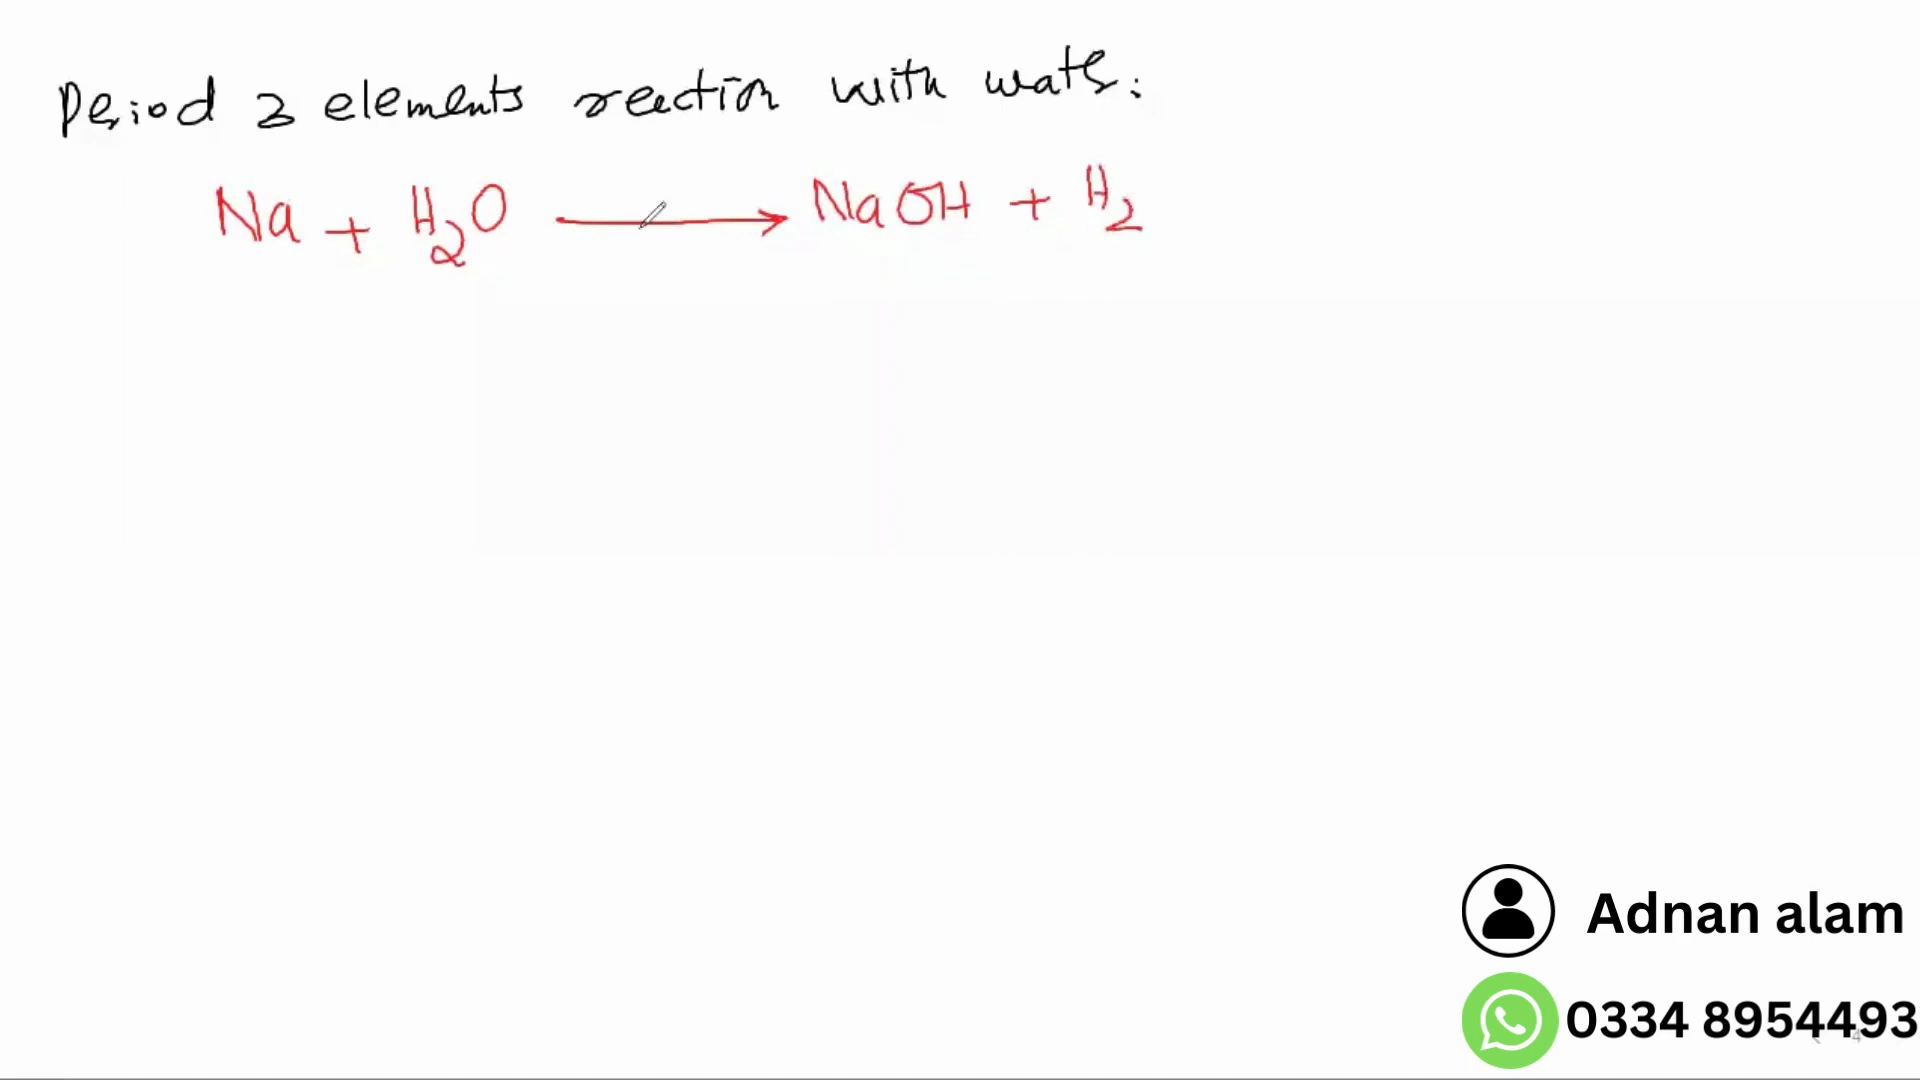 Period 3 elements reaction with water:
Na + H₂O ⟶ NaOH + H₂
Adnan alam
0334 8954493